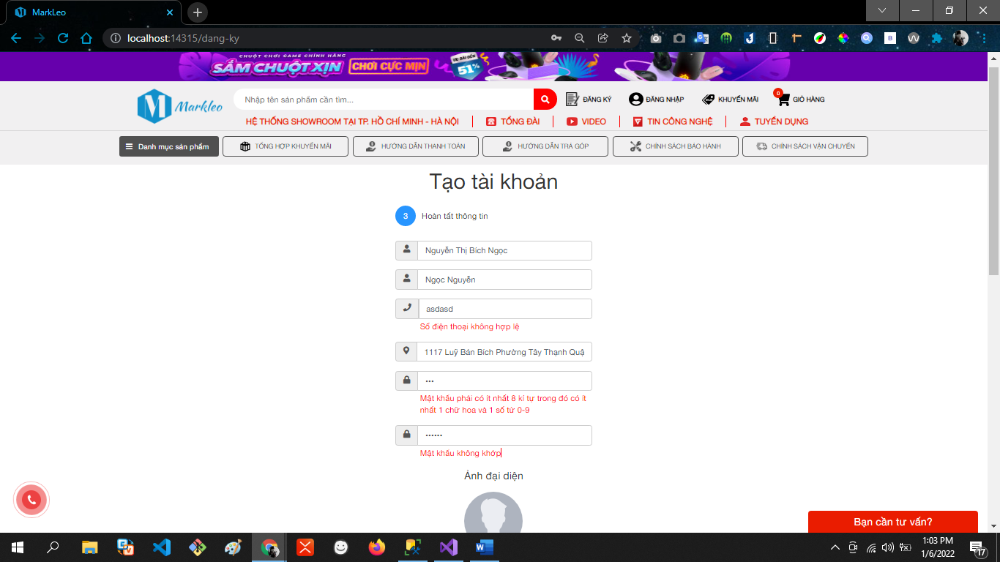 MarkLeo
localhost:14315/dang-ky
CHUỘT CHƠI GAME CHÍNH HÃNG
SẮM CHUỘT XỊN CHƠI CỰC MỊN
ƯU ĐÃI ĐẾN
51%
Markleo
Nhập tên sản phẩm cần tìm...
ĐĂNG KÝ
ĐĂNG NHẬP
KHUYẾN MÃI
0
GIỎ HÀNG
HỆ THỐNG SHOWROOM TẠI TP. HỒ CHÍ MINH - HÀ NỘI
TỔNG ĐÀI
VIDEO
TIN CÔNG NGHỆ
TUYỂN DỤNG
Danh mục sản phẩm
TỔNG HỢP KHUYẾN MÃI
HƯỚNG DẪN THANH TOÁN
HƯỚNG DẪN TRẢ GÓP
CHÍNH SÁCH BẢO HÀNH
CHÍNH SÁCH VẬN CHUYỂN
Tạo tài khoản
3 Hoàn tất thông tin
Nguyễn Thị Bích Ngọc
Ngọc Nguyễn
asdasd
Số điện thoại không hợp lệ
1117 Luỹ Bán Bích Phường Tây Thạnh Quậ
•••
Mật khẩu phải có ít nhất 8 kí tự trong đó có ít
nhất 1 chữ hoa và 1 số từ 0-9
••••••
Mật khẩu không khớp
Ảnh đại diện
Bạn cần tư vấn?
1:03 PM
1/6/2022
17